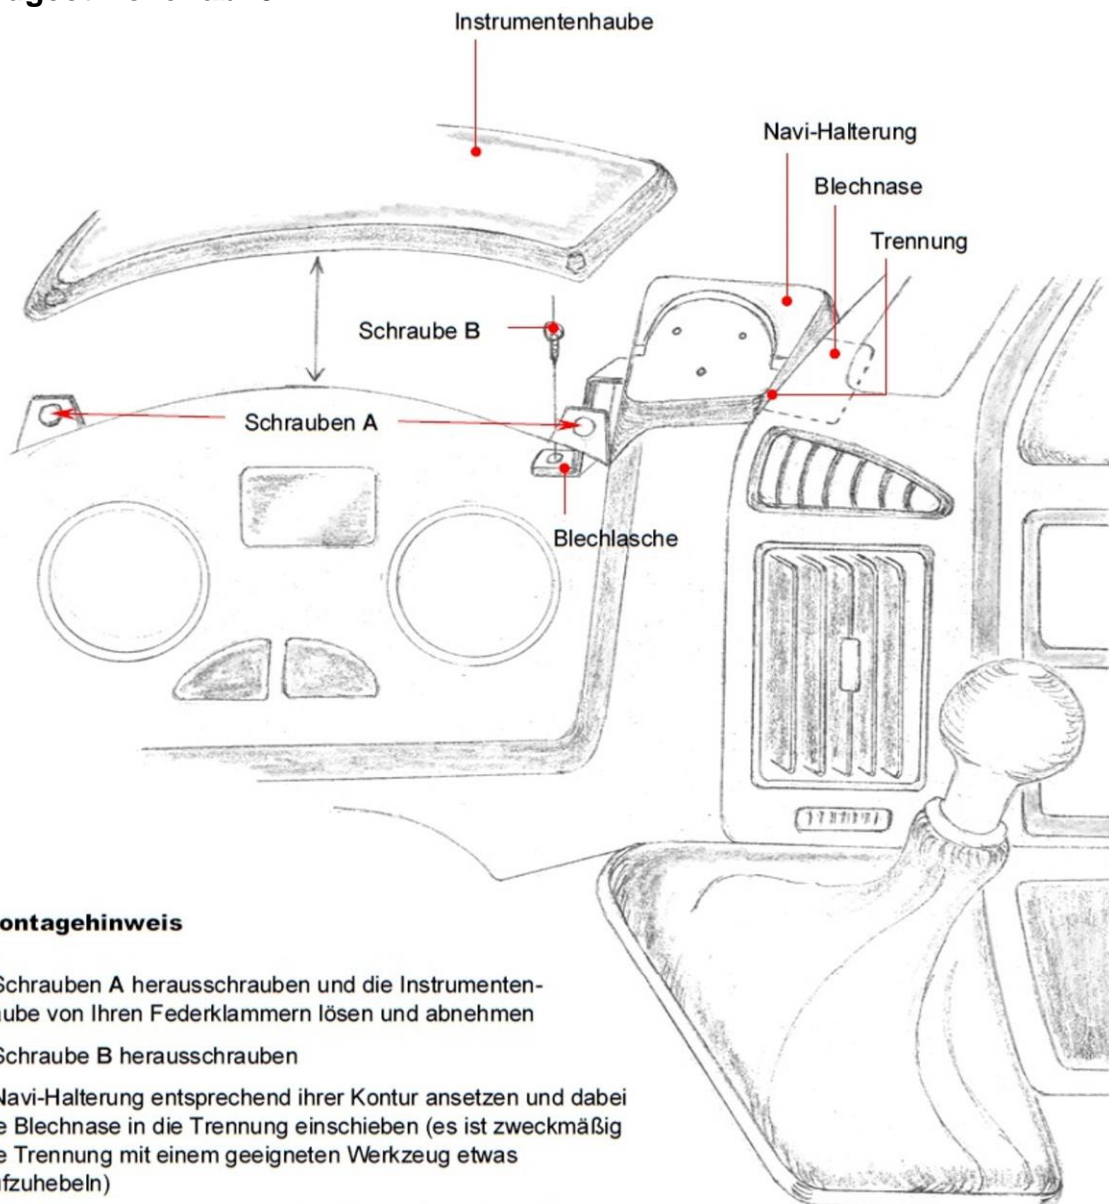 Instrumentenhaube
Navi-Halterung
Blechnase
Trennung
Schraube B
Schrauben A
Blechlasche
ontagehinweis
Schrauben A herausschrauben und die Instrumenten-
ube von Ihren Federklammern lösen und abnehmen
Schraube B herausschrauben
Navi-Halterung entsprechend ihrer Kontur ansetzen und dabei
e Blechnase in die Trennung einschieben (es ist zweckmäßig
e Trennung mit einem geeigneten Werkzeug etwas
fzuhebeln)